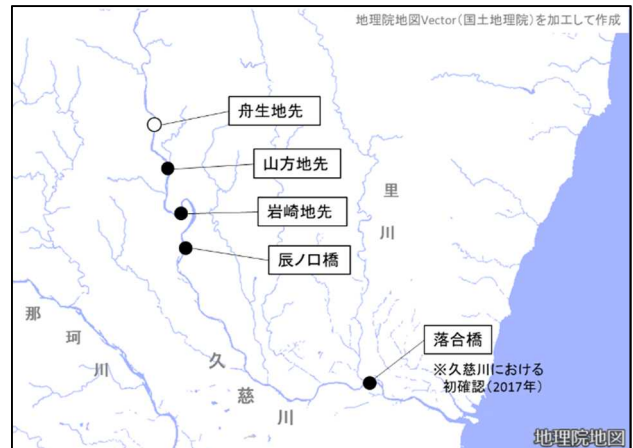 地理院地図Vector(国土地理院)を加工して作成
舟生地先
山方地先
岩崎地先
辰ノ口橋
里川
那珂川
久慈川
落合橋
※久慈川における
初確認(2017年)
地理院地図